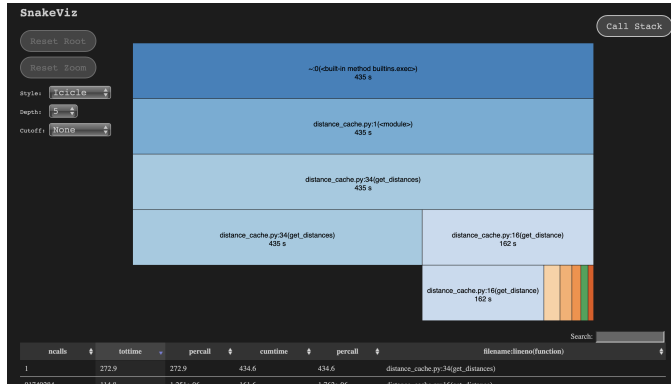 SnakeViz
Call Stack
Reset Root
Reset Zoom
Style: Icicle
Depth: 5
Cutoff: None
~:0(<built-in method builtins.exec>)
435 s
distance_cache.py:1(<module>)
435 s
distance_cache.py:34(get_distances)
435 s
distance_cache.py:34(get_distances)
435 s
distance_cache.py:16(get_distance)
162 s
distance_cache.py:16(get_distance)
162 s
Search:
ncalls tottime percall cumtime percall filename:lineno(function)
1 272.9 272.9 434.6 434.6 distance_cache.py:34(get_distances)